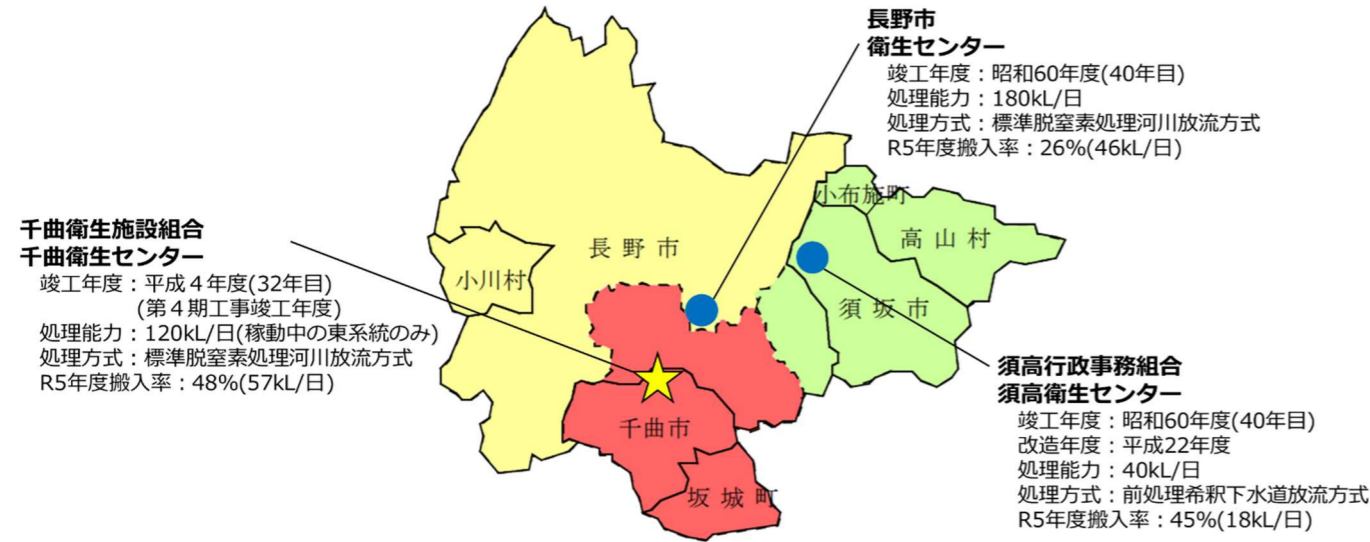 長野市
衛生センター
竣工年度：昭和60年度(40年目)
処理能力：180kL/日
処理方式：標準脱窒素処理河川放流方式
R5年度搬入率：26%(46kL/日)
千曲衛生施設組合
千曲衛生センター
竣工年度：平成４年度(32年目)
(第４期工事竣工年度)
処理能力：120kL/日(稼動中の東系統のみ)
処理方式：標準脱窒素処理河川放流方式
R5年度搬入率：48%(57kL/日)
小布施町
高山村
長野市
小川村
須坂市
千曲市
坂城町
須高行政事務組合
須高衛生センター
竣工年度：昭和60年度(40年目)
改造年度：平成22年度
処理能力：40kL/日
処理方式：前処理希釈下水道放流方式
R5年度搬入率：45%(18kL/日)